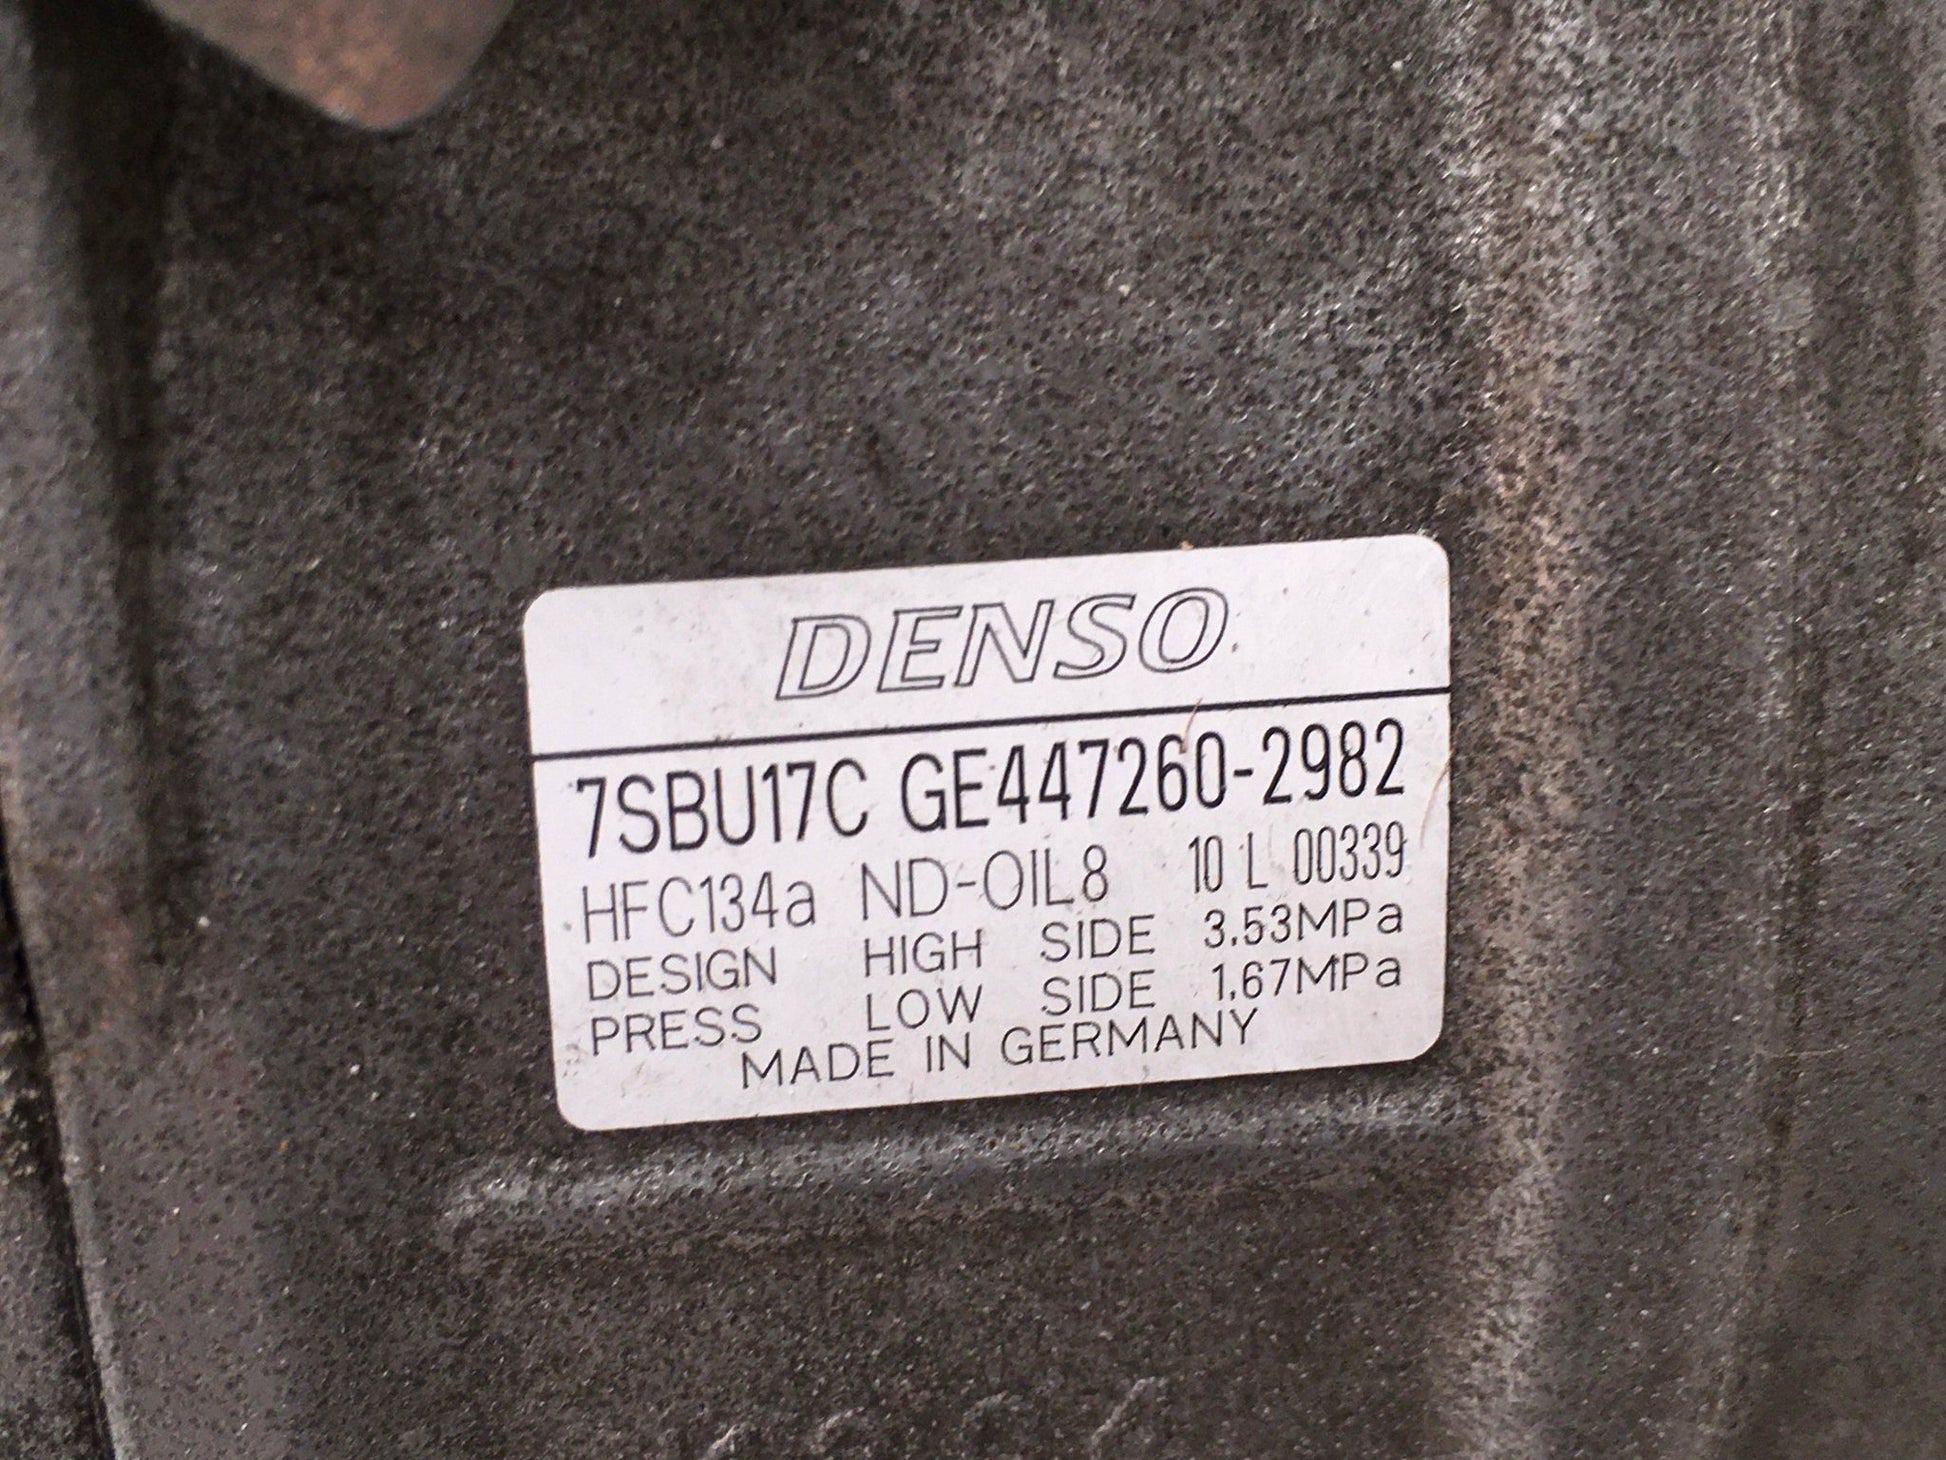 DENSO
7SBU17C GE447260-2982
HFC134a ND-OIL8 10 L 00339
DESIGN HIGH SIDE 3.53MPa
PRESS LOW SIDE 1.67MPa
MADE IN GERMANY